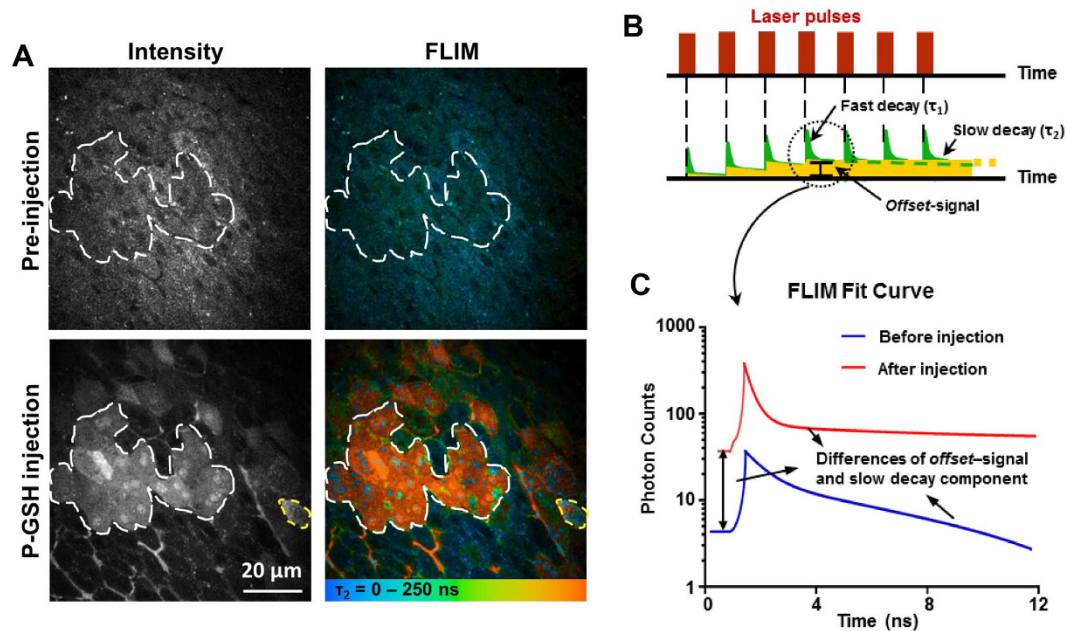 A
Intensity
FLIM
Pre-injection
P-GSH injection
20 µm
τ₂ = 0 – 250 ns
B
Laser pulses
Time
Fast decay (τ₁)
Slow decay (τ₂)
Time
Offset-signal
C
FLIM Fit Curve
1000
100
10
1
Photon Counts
Before injection
After injection
Differences of offset–signal
and slow decay component
0
4
8
12
Time (ns)